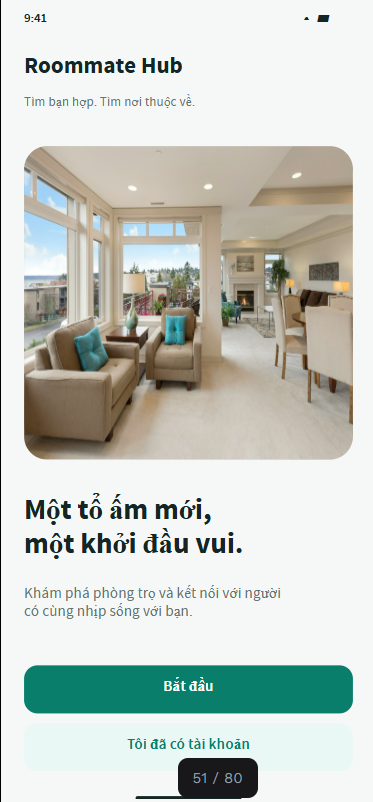 9:41
Roommate Hub
Tìm bạn hợp. Tìm nơi thuộc về.
Một tổ ấm mới,
một khởi đầu vui.
Khám phá phòng trọ và kết nối với người
có cùng nhịp sống với bạn.
Bắt đầu
Tôi đã có tài khoản
51 / 80